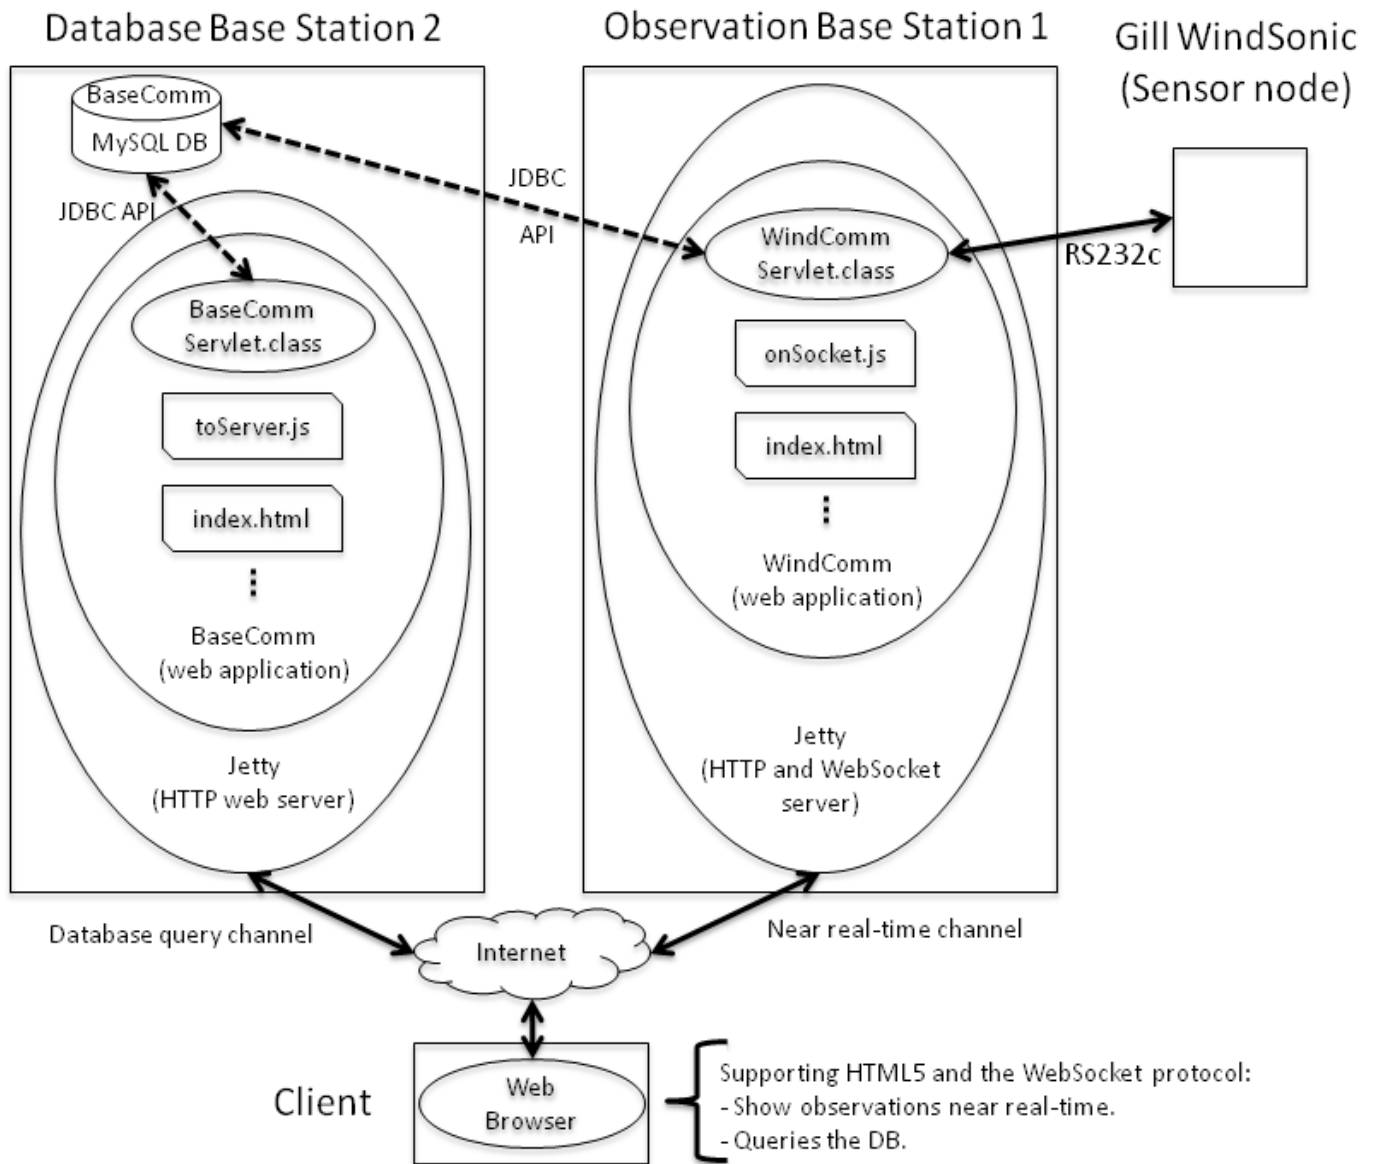 Database Base Station 2
Observation Base Station 1
Gill WindSonic
(Sensor node)
BaseComm
MySQL DB
JDBC API
JDBC
API
RS232c
BaseComm
Servlet.class
toServer.js
index.html
BaseComm
(web application)
Jetty
(HTTP web server)
WindComm
Servlet.class
onSocket.js
index.html
WindComm
(web application)
Jetty
(HTTP and WebSocket
server)
Database query channel
Internet
Near real-time channel
Client
Web
Browser
Supporting HTML5 and the WebSocket protocol:
- Show observations near real-time.
- Queries the DB.